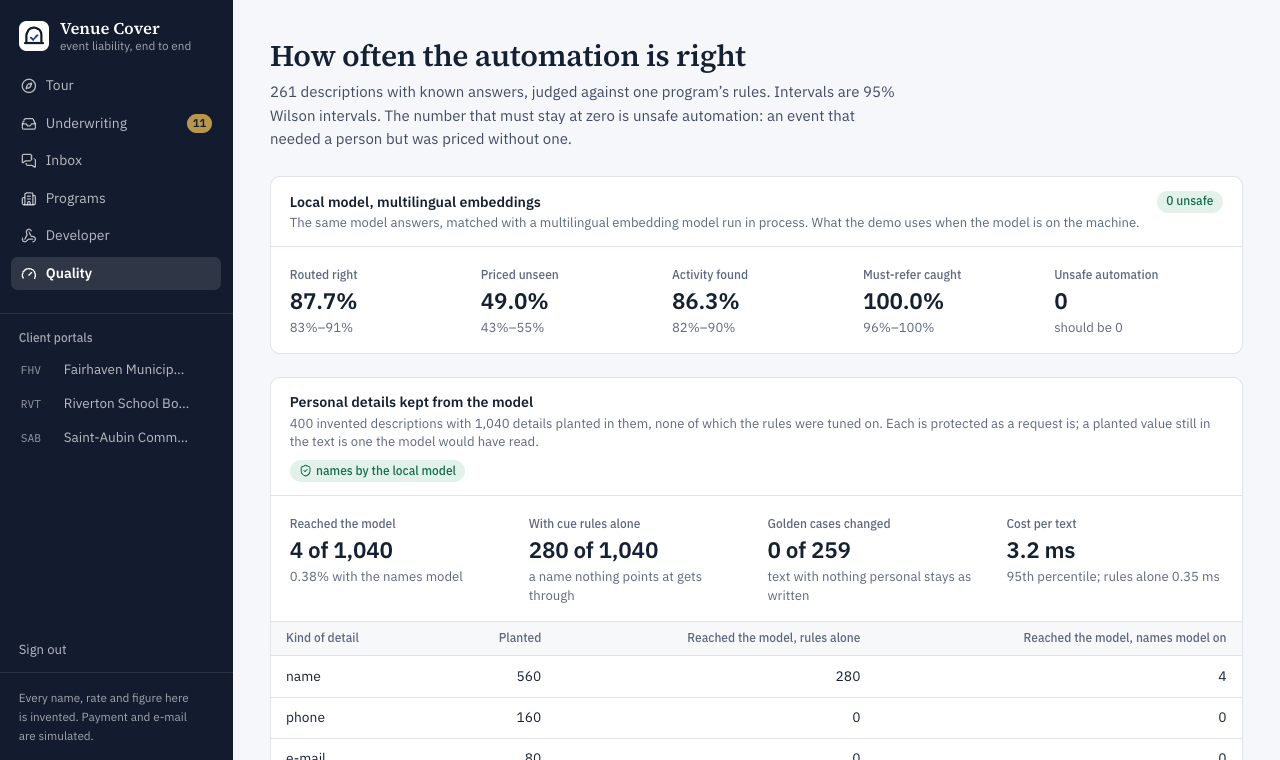 Venue Cover
event liability, end to end
Tour
Underwriting 11
Inbox
Programs
Developer
Quality
Client portals
FHV Fairhaven Municip...
RVT Riverton School Bo...
SAB Saint-Aubin Comm...
Sign out
Every name, rate and figure here
is invented. Payment and e-mail
are simulated.
How often the automation is right
261 descriptions with known answers, judged against one program’s rules. Intervals are 95%
Wilson intervals. The number that must stay at zero is unsafe automation: an event that
needed a person but was priced without one.
Local model, multilingual embeddings
0 unsafe
The same model answers, matched with a multilingual embedding model run in process. What the demo uses when the model is on the machine.
Routed right Priced unseen Activity found Must-refer caught Unsafe automation
87.7% 49.0% 86.3% 100.0% 0
83%–91% 43%–55% 82%–90% 96%–100% should be 0
Personal details kept from the model
400 invented descriptions with 1,040 details planted in them, none of which the rules were tuned on. Each is protected as a request is; a planted value still in
the text is one the model would have read.
names by the local model
Reached the model With cue rules alone Golden cases changed Cost per text
4 of 1,040 280 of 1,040 0 of 259 3.2 ms
0.38% with the names model a name nothing points at gets text with nothing personal stays as 95th percentile; rules alone 0.35 ms
through written
Kind of detail Planted Reached the model, rules alone Reached the model, names model on
name 560 280 4
phone 160 0 0
e-mail 80 0 0